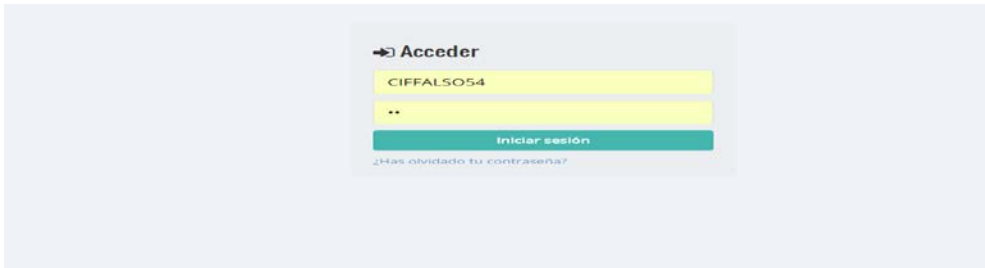 Acceder
CIFFALSO54
••
Iniciar sesión
¿Has olvidado tu contraseña?